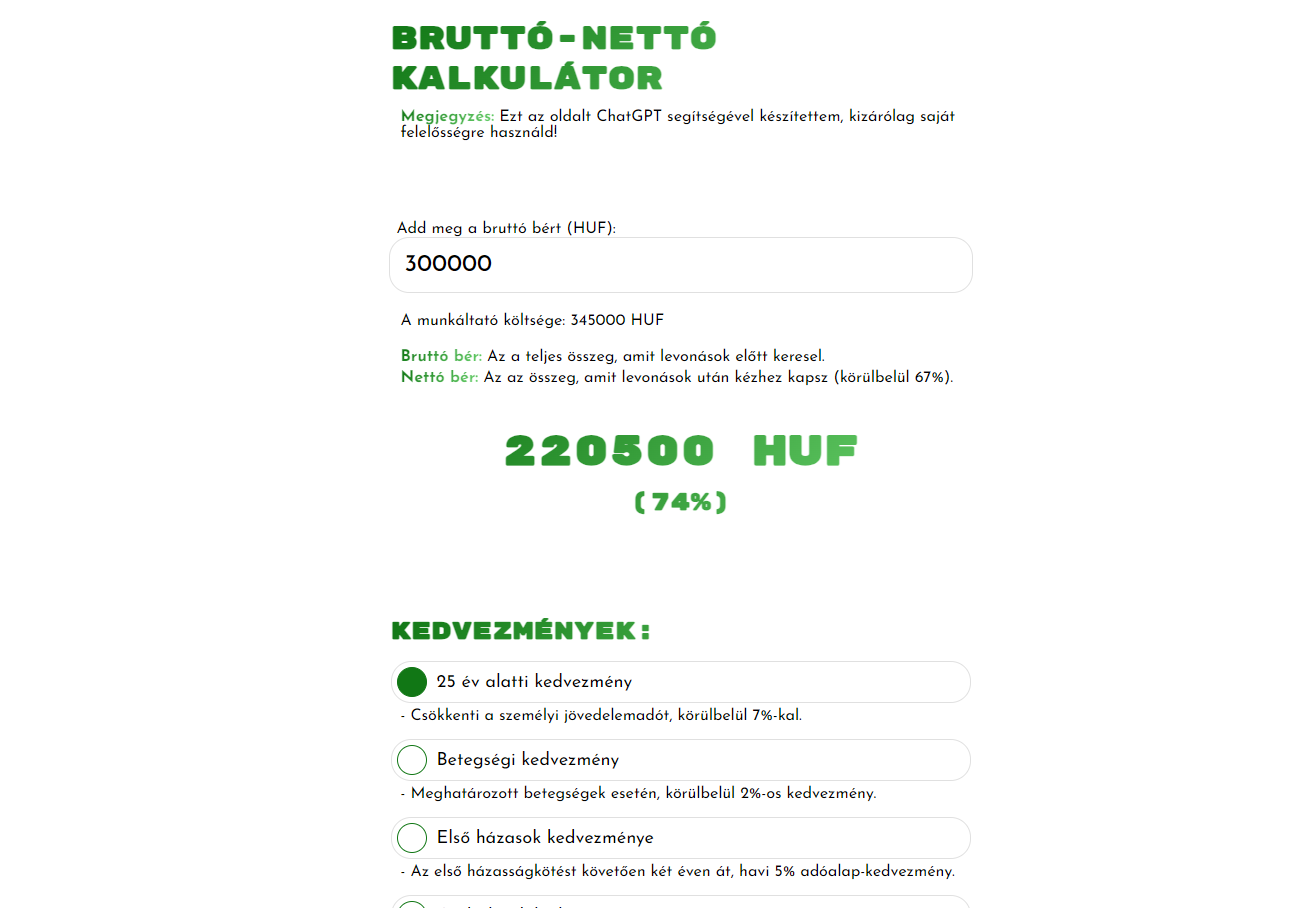 BRUTTÓ-NETTÓ
KALKULÁTOR
Megjegyzés: Ezt az oldalt ChatGPT segítségével készítettem, kizárólag saját
felelősségre használd!
Add meg a bruttó bért (HUF):
300000
A munkáltató költsége: 345000 HUF
Bruttó bér: Az a teljes összeg, amit levonások előtt keresel.
Nettó bér: Az az összeg, amit levonások után kézhez kapsz (körülbelül 67%).
220500 HUF
(74%)
KEDVEZMÉNYEK:
25 év alatti kedvezmény
- Csökkenti a személyi jövedelemadót, körülbelül 7%-kal.
Betegségi kedvezmény
- Meghatározott betegségek esetén, körülbelül 2%-os kedvezmény.
Első házasok kedvezménye
- Az első házasságkötést követően két éven át, havi 5% adóalap-kedvezmény.